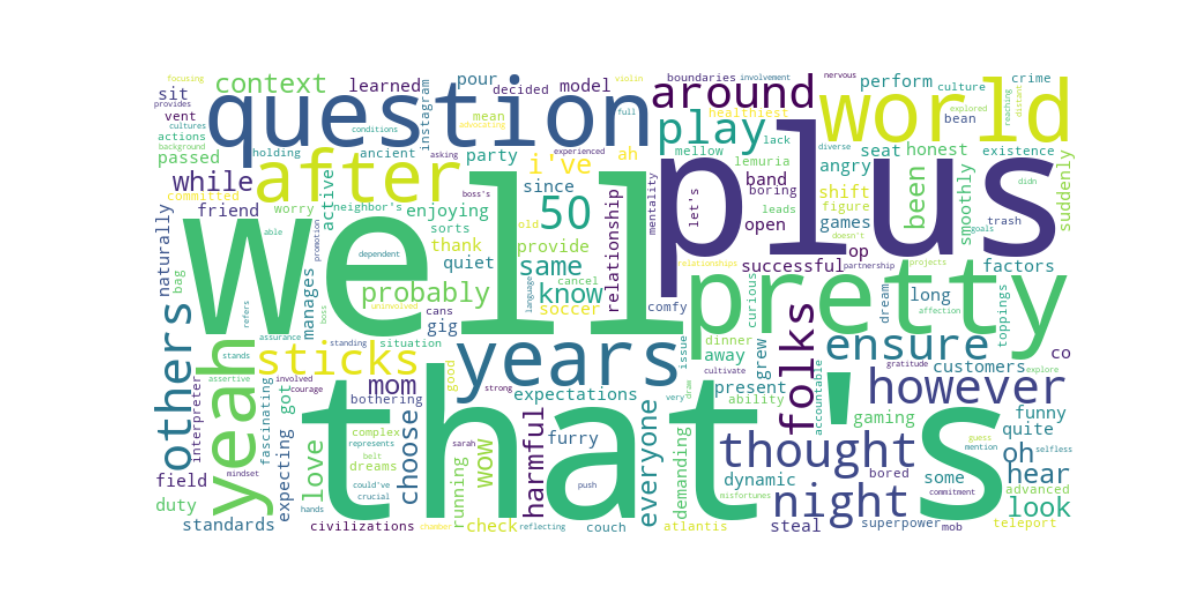 well
that's
plus
question
pretty
world
years
after
yeah
others
play
around
however
thought
night
folks
ensure
sticks
50
i've
same
know
probably
context
while
been
love
mom
choose
harmful
everyone
wow
look
hear
oh
quite
funny
customers
factors
successful
open
games
shift
angry
seat
honest
perform
culture
crime
bean
existence
smoothly
suddenly
boundaries
healthiest
mellow
lack
lemuria
band
boring
leads
figure
op
partnership
relationships
let's
mentality
relationship
model
decided
pour
mean
advocating
instagram
learned
sit
vent
provides
focusing
cultures
actions
background
conditions
passed
holding
ancient
asking
experienced
violin
full
involvement
nervous
explored
reaching
distant
diverse
didn
doesn't
trash
goals
projects
affection
curious
dream
long
toppings
co
explore
gratitude
cultivate
dinner
away
grew
present
ability
issue
comfy
soccer
cancel
old
provide
sorts
since
enjoying
thank
quiet
party
ah
boss's
active
neighbor's
worry
friend
committed
naturally
bag
able
promotion
dependent
manages
uninvolved
boss
cans
gig
language
refers
assurance
standing
situation
stands
assertive
involved
courage
good
strong
very
draw
expectations
bothering
got
fascinating
interpreter
mindset
field
duty
standards
expecting
complex
represents
belt
dreams
could've
crucial
hands
civilizations
chamber
check
running
sarah
reflecting
push
furry
couch
demanding
atlantis
misfortunes
dynamic
steal
superpower
mob
teleport
commitment
some
advanced
mention
guess
selfless
bored
gaming
accountable